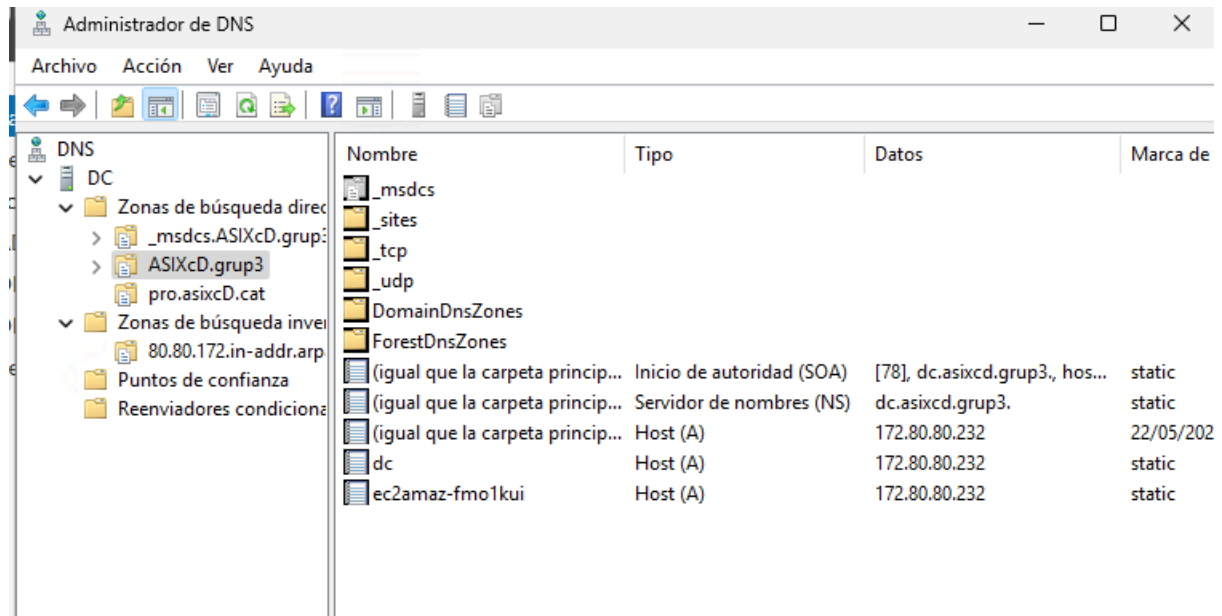 Administrador de DNS
Archivo Acción Ver Ayuda
DNS
DC
Zonas de búsqueda direc
_msdcs.ASIXcD.grup3
ASIXcD.grup3
pro.asixcD.cat
Zonas de búsqueda inver
80.80.172.in-addr.arp
Puntos de confianza
Reenviadores condiciona
Nombre Tipo Datos Marca de
_msdcs
_sites
_tcp
_udp
DomainDnsZones
ForestDnsZones
(igual que la carpeta princip... Inicio de autoridad (SOA) [78], dc.asixcd.grup3., hos... static
(igual que la carpeta princip... Servidor de nombres (NS) dc.asixcd.grup3. static
(igual que la carpeta princip... Host (A) 172.80.80.232 22/05/202
dc Host (A) 172.80.80.232 static
ec2amaz-fmo1kui Host (A) 172.80.80.232 static